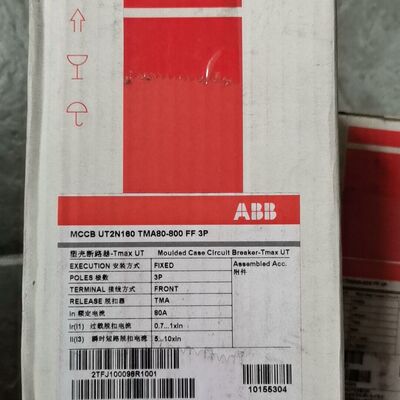 ABB
MCCB UT2N160 TMA80-800 FF 3P
塑壳断路器-Tmax UT Moulded Case Circuit Breaker-Tmax UT
EXECUTION 安装方式 FIXED Assembled Acc.
附件
POLES 极数 3P
TERMINAL 接线方式 FRONT
RELEASE 脱扣器 TMA
In 额定电流 80A
Ir(I1) 过载脱扣电流 0.7...1xIn
Ii(I3) 瞬时短路脱扣电流 5...10xIn
2TFJ100098R1001
10155304